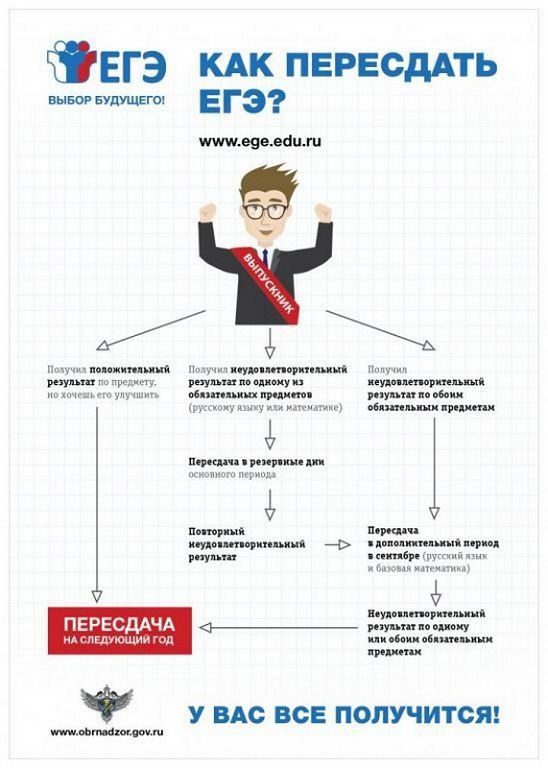 ЕГЭ
ВЫБОР БУДУЩЕГО!
КАК ПЕРЕСДАТЬ
ЕГЭ?
www.ege.edu.ru
ВЫПУСКНИК
Получил положительный
результат по предмету,
но хочешь его улучшить
Получил неудовлетворительный
результат по одному из
обязательных предметов
(русскому языку или математике)
Получил
неудовлетворительный
результат по обоим
обязательным предметам
Пересдача в резервные дни
основного периода
Повторный
неудовлетворительный
результат
Пересдача
в дополнительный период
в сентябре (русский язык
и базовая математика)
Неудовлетворительный
результат по одному
или обоим обязательным
предметам
ПЕРЕСДАЧА
НА СЛЕДУЮЩИЙ ГОД
www.obrnadzor.gov.ru
У ВАС ВСЕ ПОЛУЧИТСЯ!